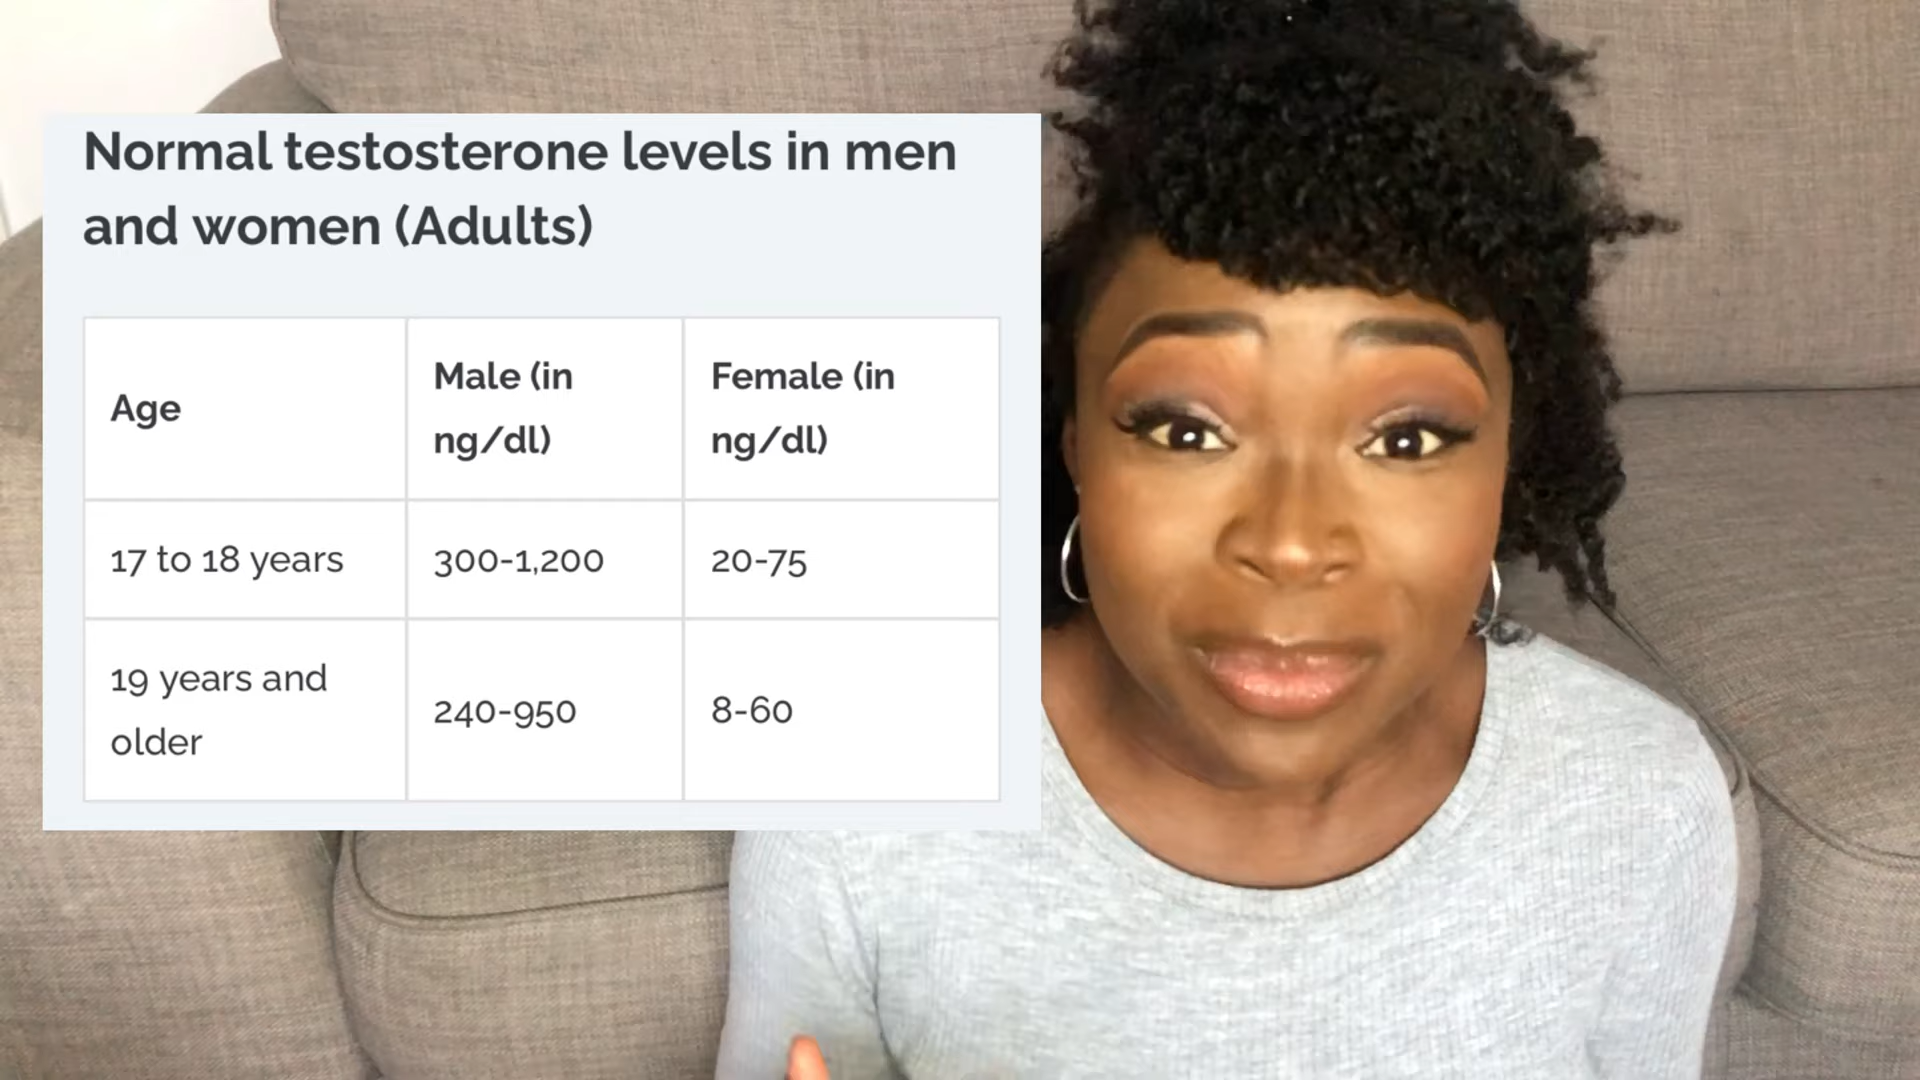 Normal testosterone levels in men
and women (Adults)
Age
Male (in
ng/dl)
Female (in
ng/dl)
17 to 18 years
300-1,200
20-75
19 years and
older
240-950
8-60